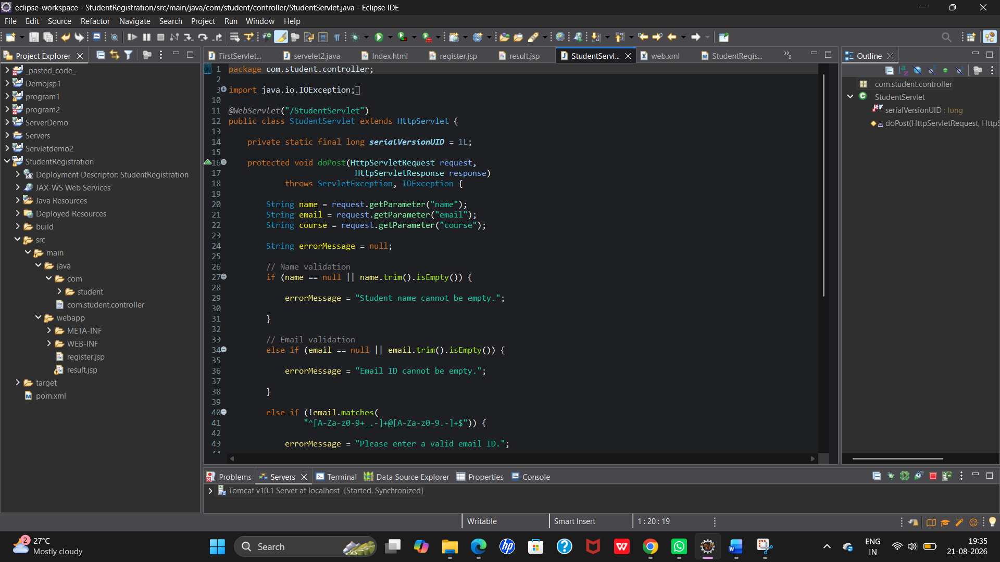 eclipse-workspace - StudentRegistration/src/main/java/com/student/controller/StudentServlet.java - Eclipse IDE
File Edit Source Refactor Navigate Search Project Run Window Help
Project Explorer
_pasted_code_
Demojsp1
program1
program2
ServerDemo
Servers
Servletdemo2
StudentRegistration
Deployment Descriptor: StudentRegistration
JAX-WS Web Services
Java Resources
Deployed Resources
build
src
main
java
com
student
com.student.controller
webapp
META-INF
WEB-INF
register.jsp
result.jsp
target
pom.xml
FirstServlet... servelet2.java Index.html register.jsp result.jsp StudentServl... web.xml StudentRegis... »8
1 package com.student.controller;
2
3 import java.io.IOException;
10
11 @WebServlet("/StudentServlet")
12 public class StudentServlet extends HttpServlet {
13
14 private static final long serialVersionUID = 1L;
15
16 protected void doPost(HttpServletRequest request,
17 HttpServletResponse response)
18 throws ServletException, IOException {
19
20 String name = request.getParameter("name");
21 String email = request.getParameter("email");
22 String course = request.getParameter("course");
23
24 String errorMessage = null;
25
26 // Name validation
27 if (name == null || name.trim().isEmpty()) {
28
29 errorMessage = "Student name cannot be empty.";
30
31 }
32
33 // Email validation
34 else if (email == null || email.trim().isEmpty()) {
35
36 errorMessage = "Email ID cannot be empty.";
37
38 }
39
40 else if (!email.matches(
41 "^[A-Za-z0-9+_.-]+@[A-Za-z0-9.-]+$")) {
42
43 errorMessage = "Please enter a valid email ID.";
Outline
com.student.controller
StudentServlet
serialVersionUID : long
doPost(HttpServletRequest, HttpS
Problems Servers Terminal Data Source Explorer Properties Console
Tomcat v10.1 Server at localhost [Started, Synchronized]
Writable Smart Insert 1 : 20 : 19
2
27°C
Mostly cloudy
Search
ENG
IN
19:35
21-08-2026